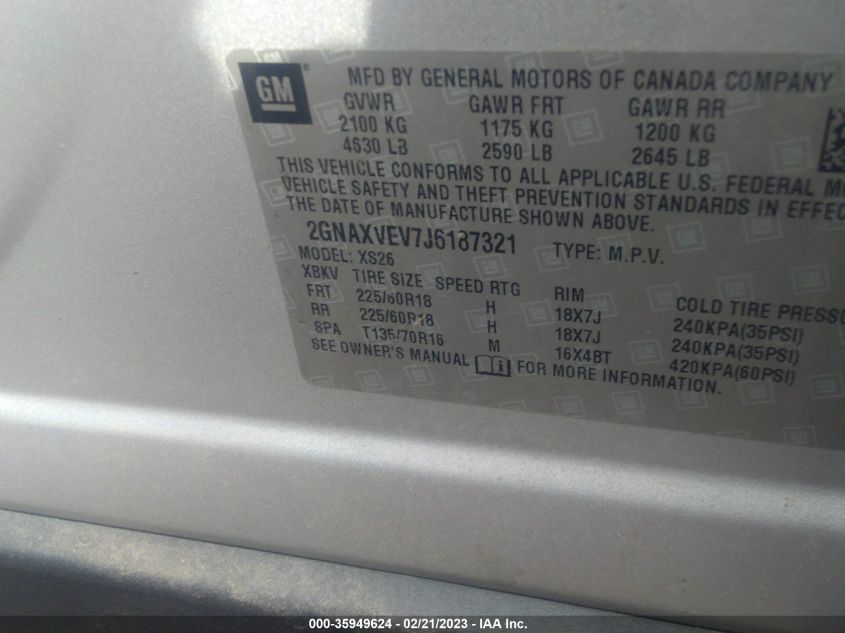 GM ® MFD BY GENERAL MOTORS OF CANADA COMPANY
GVWR GAWR FRT GAWR RR
2100 KG 1175 KG 1200 KG
4630 LB 2590 LB 2645 LB
THIS VEHICLE CONFORMS TO ALL APPLICABLE U.S. FEDERAL M
VEHICLE SAFETY AND THEFT PREVENTION STANDARDS IN EFFEC
THE DATE OF MANUFACTURE SHOWN ABOVE.
2GNAXVEV7J6187321 TYPE: M.P.V.
MODEL: XS26
XBKV TIRE SIZE SPEED RTG RIM COLD TIRE PRESSU
FRT 225/60R18 H 18X7J 240KPA(35PSI)
RR 225/60R18 H 18X7J 240KPA(35PSI)
SPA T135/70R16 M 16X4BT 420KPA(60PSI)
SEE OWNER'S MANUAL FOR MORE INFORMATION.
000-35949624 - 02/21/2023 - IAA Inc.